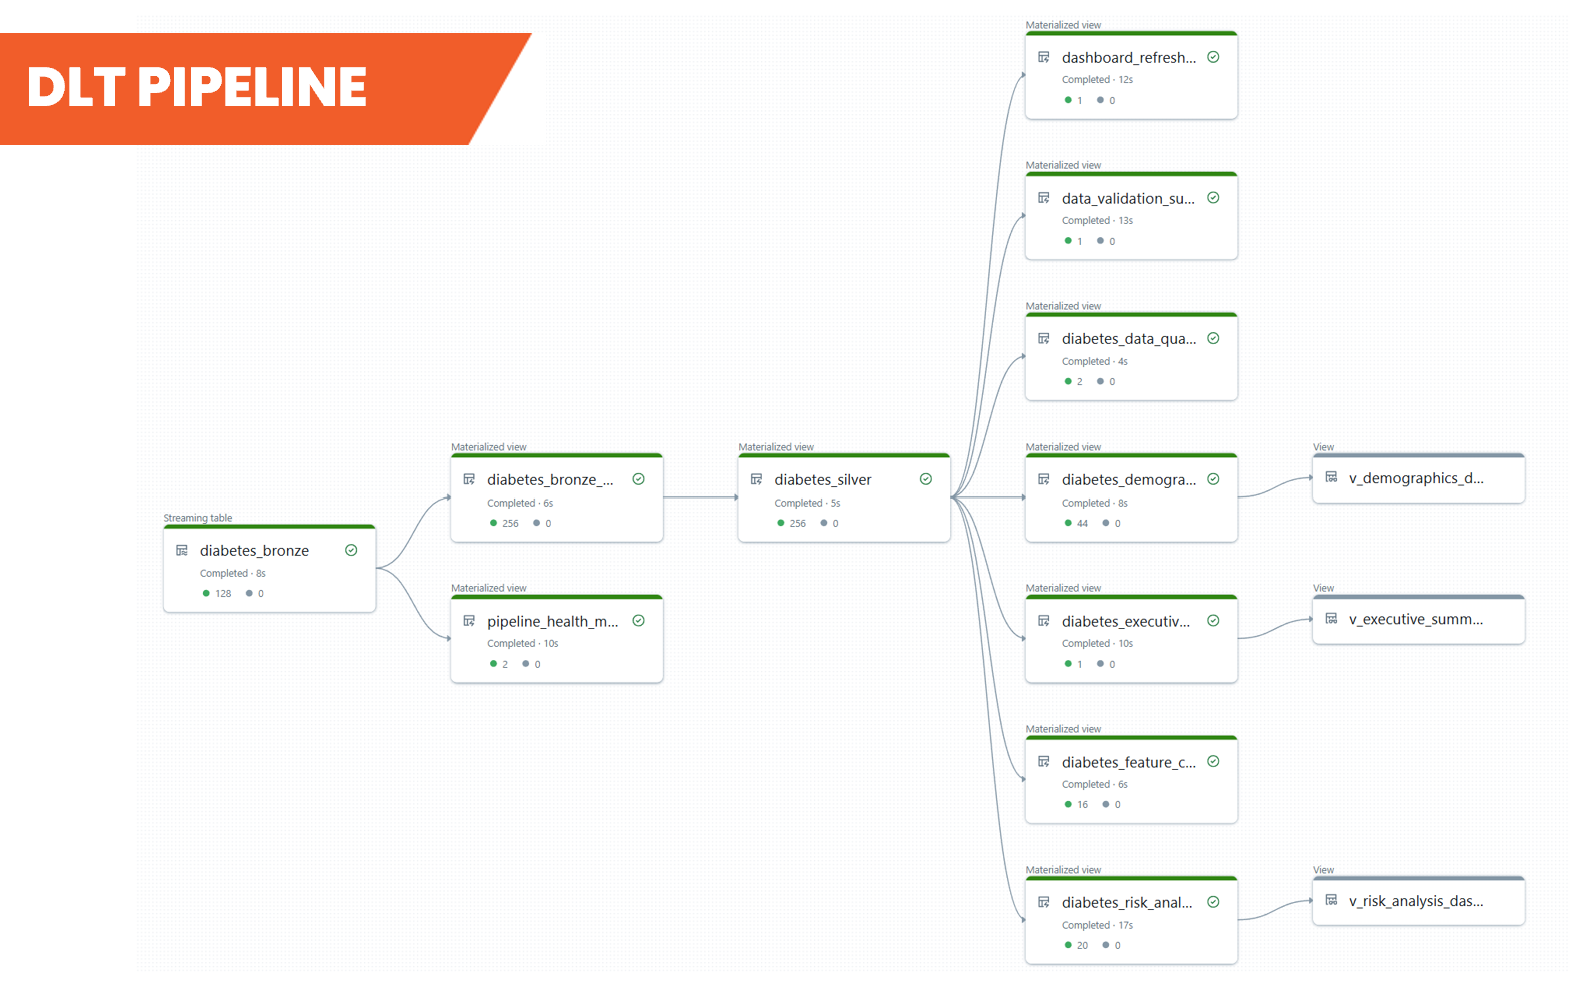 DLT PIPELINE
Streaming table
diabetes_bronze
Completed · 8s
128 0
Materialized view
diabetes_bronze_...
Completed · 6s
256 0
Materialized view
pipeline_health_m...
Completed · 10s
2 0
Materialized view
diabetes_silver
Completed · 5s
256 0
Materialized view
dashboard_refresh...
Completed · 12s
1 0
Materialized view
data_validation_su...
Completed · 13s
1 0
Materialized view
diabetes_data_qua...
Completed · 4s
2 0
Materialized view
diabetes_demogra...
Completed · 8s
44 0
Materialized view
diabetes_executiv...
Completed · 10s
1 0
Materialized view
diabetes_feature_c...
Completed · 6s
16 0
Materialized view
diabetes_risk_anal...
Completed · 17s
20 0
View
v_demographics_d...
View
v_executive_summ...
View
v_risk_analysis_das...